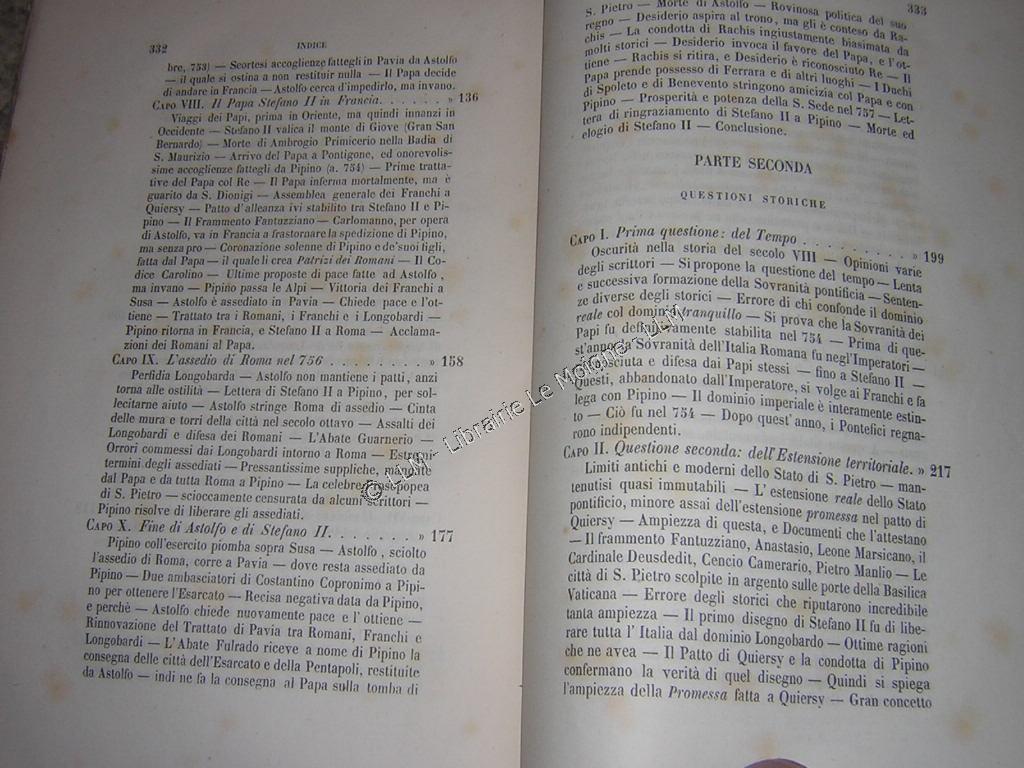 332
INDICE
bre, 753) — Scortesi accoglienze fattegli in Pavia da Astolfo
— il quale si ostina a non restituir nulla — Il Papa decide
di andare in Francia — Astolfo cerca d'impedirlo, ma invano.
CAPO VIII. Il Papa Stefano II in Francia. . . . . . . » 136
Viaggi dei Papi, prima in Oriente, ma quindi innanzi in
Occidente — Stefano II valica il monte di Giove (Gran San
Bernardo) — Morte di Ambrogio Primicerio nella Badia di
S. Maurizio — Arrivo del Papa a Pontigone, ed onorevolis-
sime accoglienze fattegli da Pipino (a. 754) — Prime tratta-
tive del Papa col Re — Il Papa inferma mortalmente, ma è
guarito da S. Dionigi — Assemblea generale dei Franchi a
Quiersy — Patto d'alleanza ivi stabilito tra Stefano II e Pi-
pino — Il Frammento Fantuzziano — Carlomanno, per opera
di Astolfo, va in Francia a frastornare la spedizione di Pipino,
ma senza pro — Coronazione solenne di Pipino e de'suoi figli,
fatta dal Papa — il quale li crea Patrizi dei Romani — Il Co-
dice Carolino — Ultime proposte di pace fatte ad Astolfo,
ma invano — Pipino passa le Alpi — Vittoria dei Franchi a
Susa — Astolfo è assediato in Pavia — Chiede pace e l'ot-
tiene — Trattato tra i Romani, i Franchi e i Longobardi —
Pipino ritorna in Francia, e Stefano II a Roma — Acclama-
zioni dei Romani al Papa.
CAPO IX. L'assedio di Roma nel 756 . . . . . . . . . » 158
Perfidia Longobarda — Astolfo non mantiene i patti, anzi
torna alle ostilità — Lettera di Stefano II a Pipino, per sol-
lecitarne aiuto — Astolfo stringe Roma di assedio — Cinta
delle mura e torri della città nel secolo ottavo — Assalti dei
Longobardi e difesa dei Romani — L'Abate Guarnerio —
Orrori commessi dai Longobardi intorno a Roma — Estremi
termini degli assediati — Pressantissime suppliche, mandate
dal Papa e da tutta Roma a Pipino — La celebre Prosopopea
di S. Pietro — scioccamente censurata da alcuni scrittori —
Pipino risolve di liberare gli assediati.
CAPO X. Fine di Astolfo e di Stefano II. . . . . . . . » 177
Pipino coll'esercito piomba sopra Susa — Astolfo, sciolto
l'assedio di Roma, corre a Pavia — dove resta assediato da
Pipino — Due ambasciatori di Costantino Copronimo a Pipi-
no per ottenere l'Esarcato — Recisa negativa data da Pipino,
e perchè — Astolfo chiede nuovamente pace e l'ottiene —
Rinnovazione del Trattato di Pavia tra Romani, Franchi e
Longobardi — L'Abate Fulrado riceve a nome di Pipino la
consegna delle città dell'Esarcato e della Pentapoli, restituite
da Astolfo — indi ne fa la consegna al Papa sulla tomba di
333
S. Pietro — Morte di Astolfo — Rovinosa politica del suo
regno — Desiderio aspira al trono, ma gli è conteso da Ra-
chis — La condotta di Rachis ingiustamente biasimata da
molti storici — Desiderio invoca il favore del Papa, e l'ot-
tiene — Rachis si ritira, e Desiderio è riconosciuto Re — Il
Papa prende possesso di Ferrara e di altri luoghi — I Duchi
di Spoleto e di Benevento stringono amicizia col Papa e con
Pipino — Prosperità e potenza della S. Sede nel 757 — Let-
tera di ringraziamento di Stefano II a Pipino — Morte ed
elogio di Stefano II — Conclusione.
PARTE SECONDA
QUESTIONI STORICHE
CAPO I. Prima questione: del Tempo . . . . . . . . . » 199
Oscurità nella storia del secolo VIII — Opinioni varie
degli scrittori — Si propone la questione del tempo — Lenta
e successiva formazione della Sovranità pontificia — Senten-
ze diverse degli storici — Errore di chi confonde il dominio
reale col dominio tranquillo — Si prova che la Sovranità dei
Papi fu definitivamente stabilita nel 754 — Prima di que-
st'anno la Sovranità dell'Italia Romana fu negl'Imperatori —
riconosciuta e difesa dai Papi stessi — fino a Stefano II —
Questi, abbandonato dall'Imperatore, si volge ai Franchi e fa
lega con Pipino — Il dominio imperiale è interamente estin-
to — Ciò fu nel 754 — Dopo quest'anno, i Pontefici regna-
rono indipendenti.
CAPO II. Questione seconda: dell'Estensione territoriale. » 217
Limiti antichi e moderni dello Stato di S. Pietro — man-
tenutisi quasi immutabili — L'estensione reale dello Stato
pontificio, minore assai dell'estensione promessa nel patto di
Quiersy — Ampiezza di questa, e Documenti che l'attestano
— Il frammento Fantuzziano, Anastasio, Leone Marsicano, il
Cardinale Deusdedit, Cencio Camerario, Pietro Manlio — Le
città di S. Pietro scolpite in argento sulle porte della Basilica
Vaticana — Errore degli storici che riputarono incredibile
tanta ampiezza — Il primo disegno di Stefano II fu di libe-
rare tutta l'Italia dal dominio Longobardo — Ottime ragioni
che ne avea — Il Patto di Quiersy e la condotta di Pipino
confermano la verità di quel disegno — Quindi si spiega
l'ampiezza della Promessa fatta a Quiersy — Gran concetto
© LLM - Librairie Le Moigne - LLM